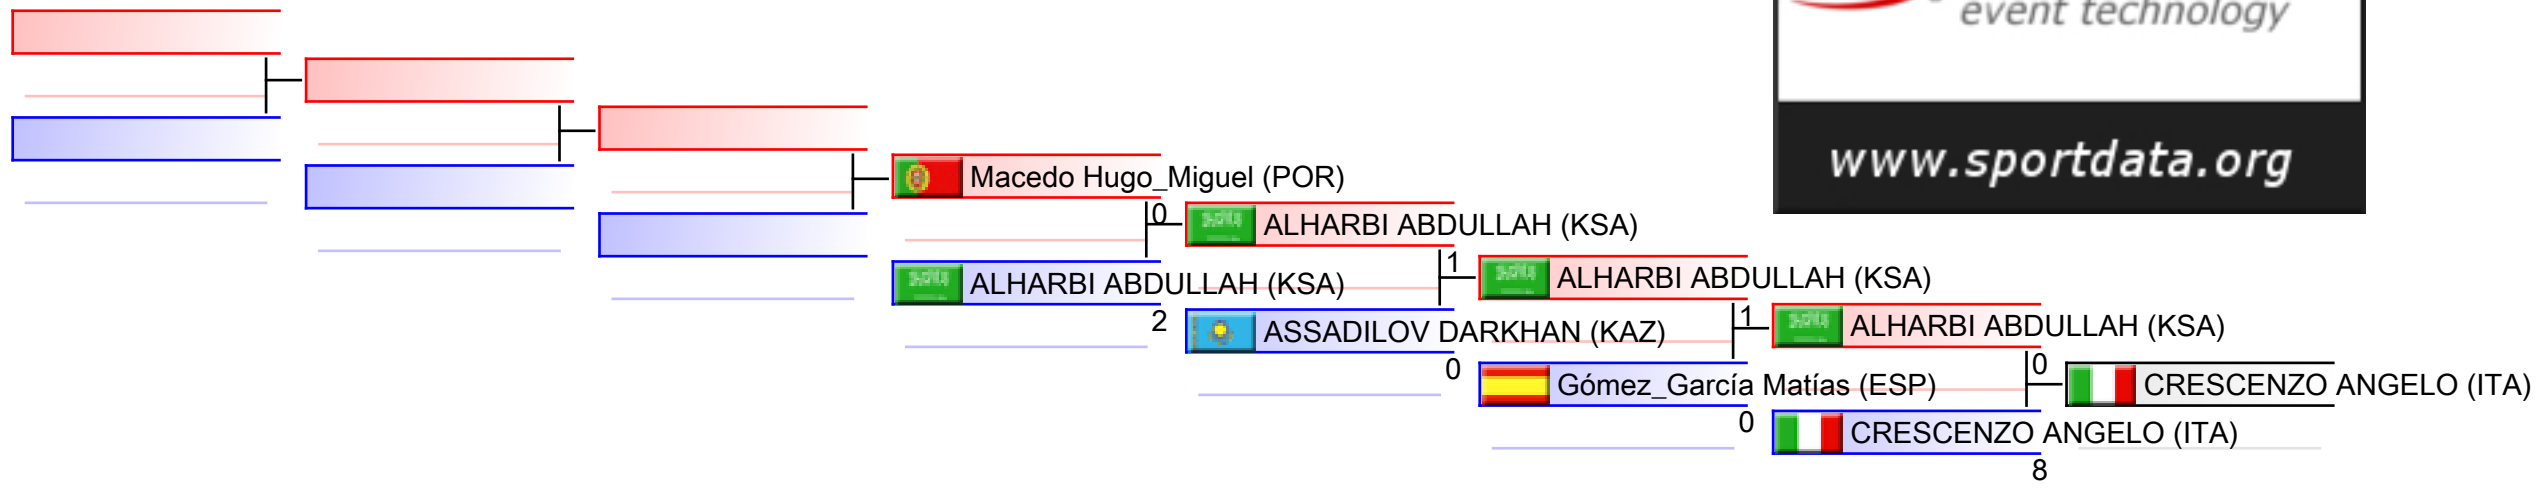 event technology
www.sportdata.org
Macedo Hugo_Miguel (POR)
0
ALHARBI ABDULLAH (KSA)
ALHARBI ABDULLAH (KSA)
2
1
ALHARBI ABDULLAH (KSA)
ASSADILOV DARKHAN (KAZ)
0
1
ALHARBI ABDULLAH (KSA)
Gómez_García Matías (ESP)
0
0
CRESCENZO ANGELO (ITA)
CRESCENZO ANGELO (ITA)
8